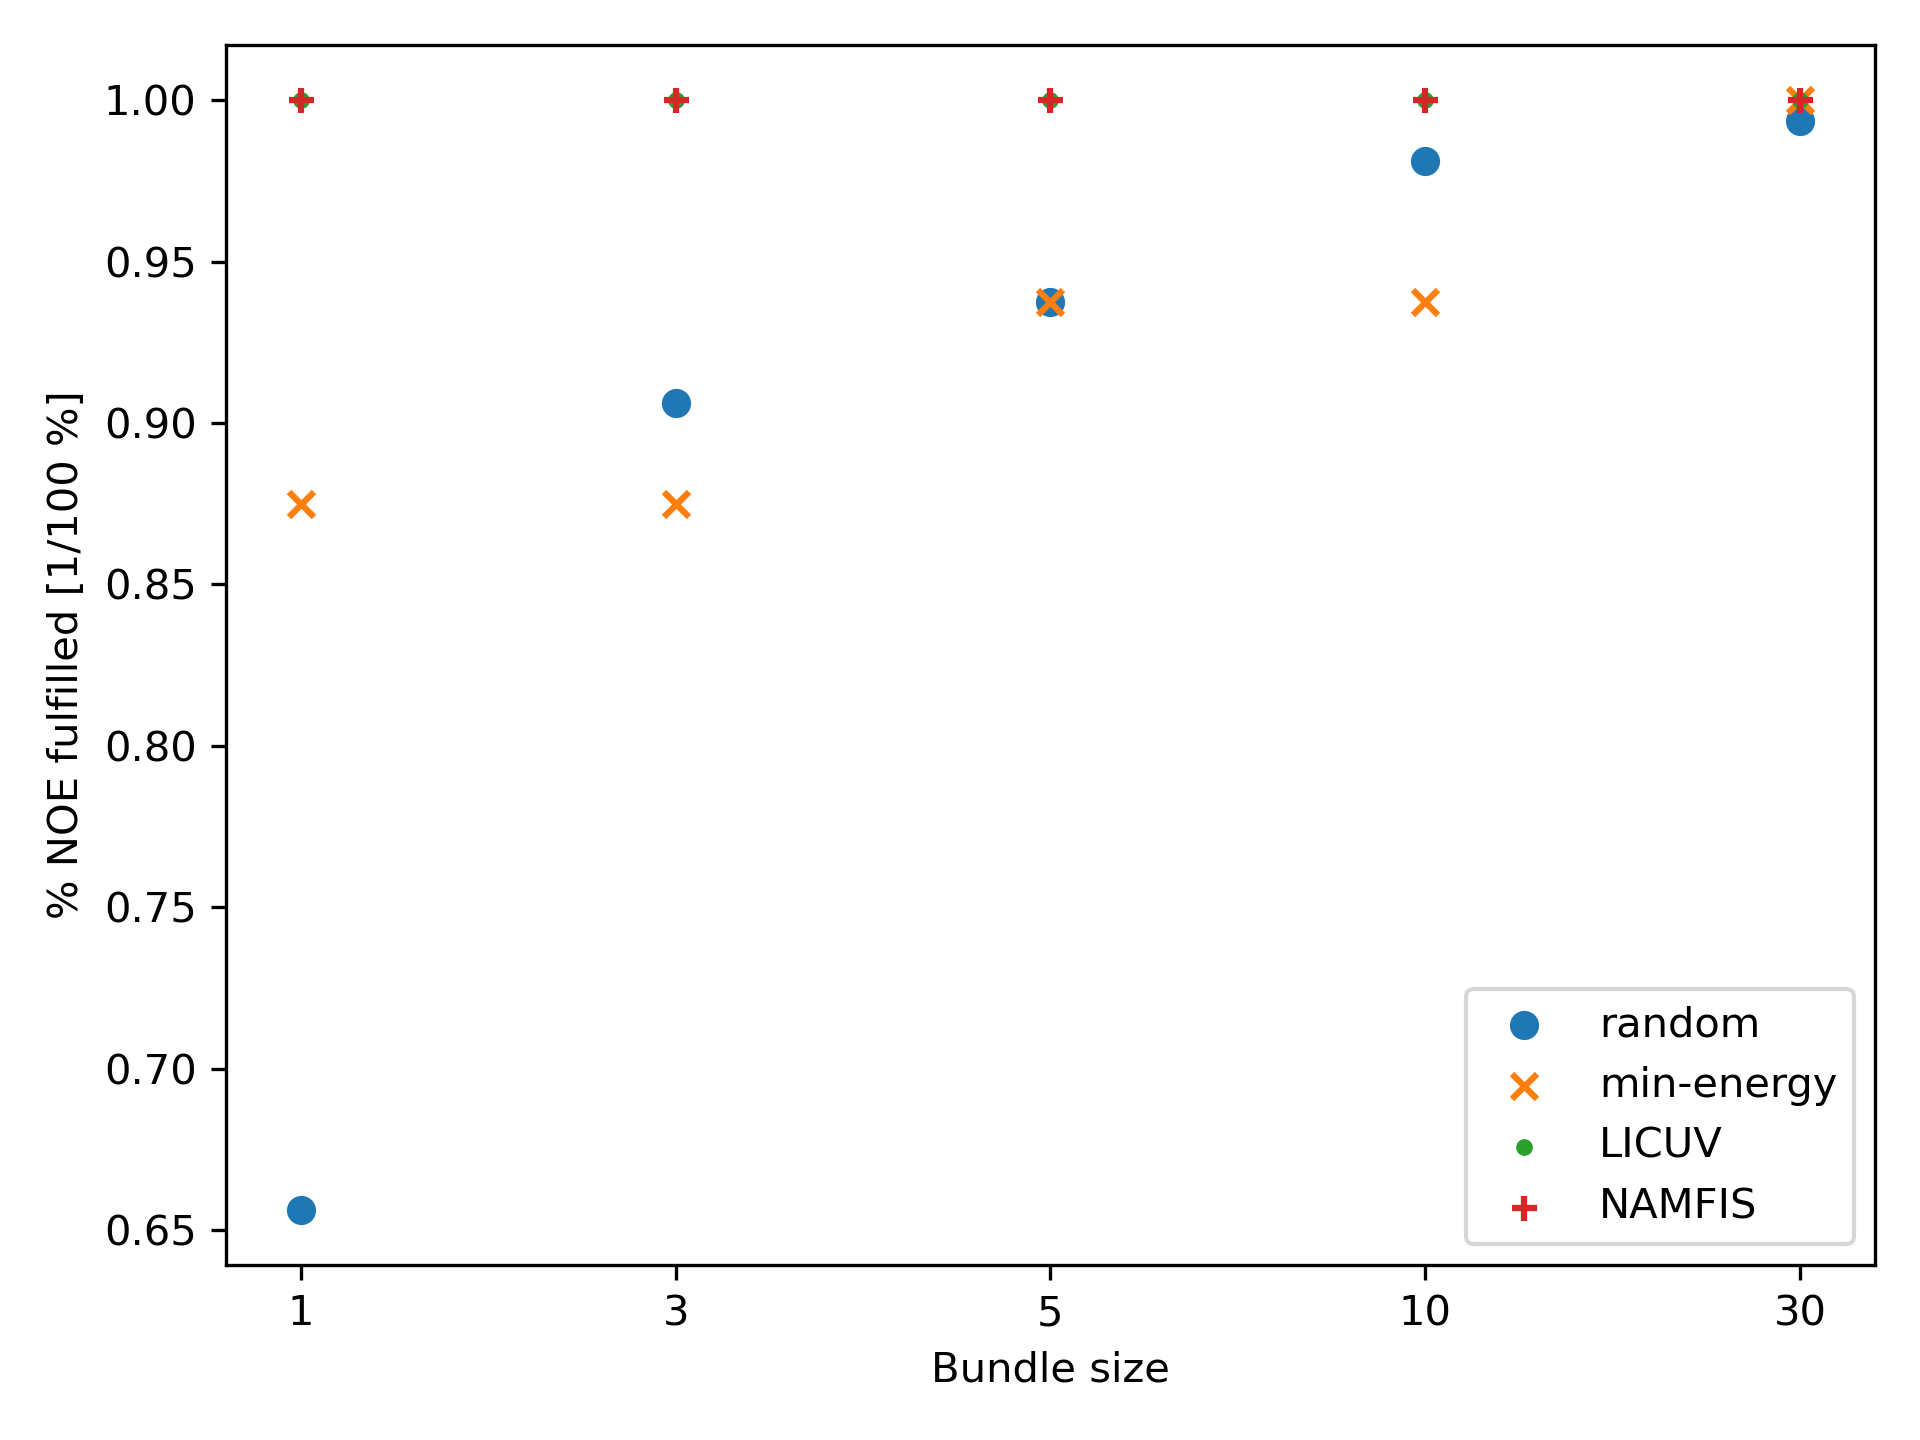 1.00
0.95
0.90
0.85
0.80
0.75
0.70
0.65
% NOE fulfilled [1/100 %]
random
min-energy
LICUV
NAMFIS
1 3 5 10 30
Bundle size